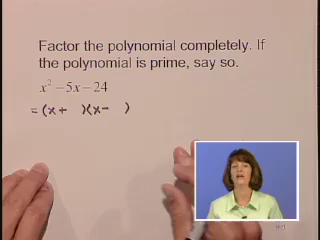 Factor the polynomial completely. If
the polynomial is prime, say so.
x² − 5x − 24
= (x +   )(x −   )